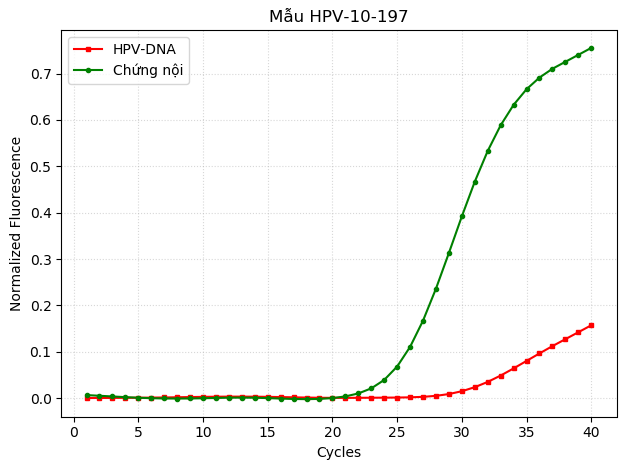 Mẫu HPV-10-197
HPV-DNA
Chứng nội
Normalized Fluorescence
0.7
0.6
0.5
0.4
0.3
0.2
0.1
0.0
0 5 10 15 20 25 30 35 40
Cycles